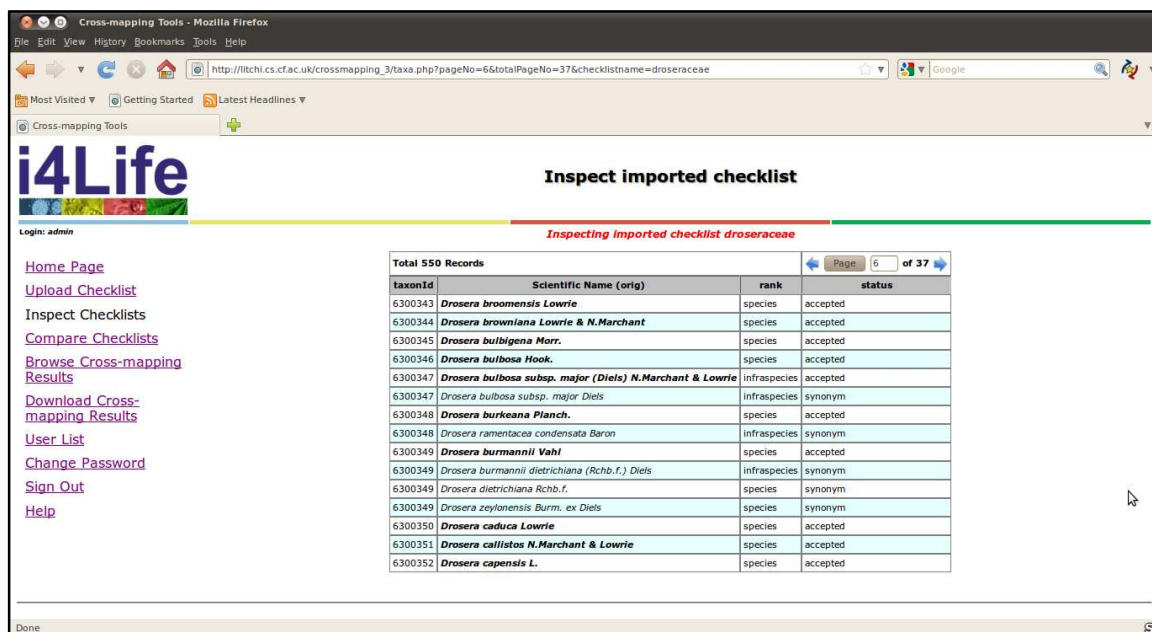 Cross-mapping Tools - Mozilla Firefox
File Edit View History Bookmarks Tools Help
http://litchi.cs.cf.ac.uk/crossmapping_3/taxa.php?pageNo=6&totalPageNo=37&checklistname=droseraceae
Google
Most Visited Getting Started Latest Headlines
Cross-mapping Tools
i4Life
Inspect imported checklist
Login: admin
Inspecting imported checklist droseraceae
Home Page
Upload Checklist
Inspect Checklists
Compare Checklists
Browse Cross-mapping
Results
Download Cross-
mapping Results
User List
Change Password
Sign Out
Help
Total 550 Records Page 6 of 37
taxonId Scientific Name (orig) rank status
6300343 Drosera broomensis Lowrie species accepted
6300344 Drosera browniana Lowrie & N.Marchant species accepted
6300345 Drosera bulbigena Morr. species accepted
6300346 Drosera bulbosa Hook. species accepted
6300347 Drosera bulbosa subsp. major (Diels) N.Marchant & Lowrie infraspecies accepted
6300347 Drosera bulbosa subsp. major Diels infraspecies synonym
6300348 Drosera burkeana Planch. species accepted
6300348 Drosera ramentacea condensata Baron infraspecies synonym
6300349 Drosera burmannii Vahl species accepted
6300349 Drosera burmannii dietrichiana (Rchb.f.) Diels infraspecies synonym
6300349 Drosera dietrichiana Rchb.f. species synonym
6300349 Drosera zeylonensis Burm. ex Diels species synonym
6300350 Drosera caduca Lowrie species accepted
6300351 Drosera callistos N.Marchant & Lowrie species accepted
6300352 Drosera capensis L. species accepted
Done